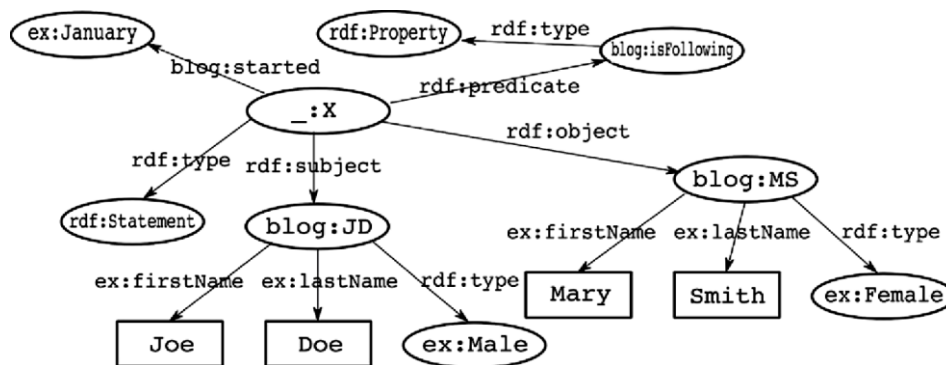 ex:January
rdf:Property
rdf:type
blog:isFollowing
blog:started
rdf:predicate
_:X
rdf:object
rdf:type
rdf:subject
blog:MS
rdf:Statement
blog:JD
ex:firstName
ex:lastName
rdf:type
ex:firstName
ex:lastName
rdf:type
Mary
Smith
ex:Female
Joe
Doe
ex:Male